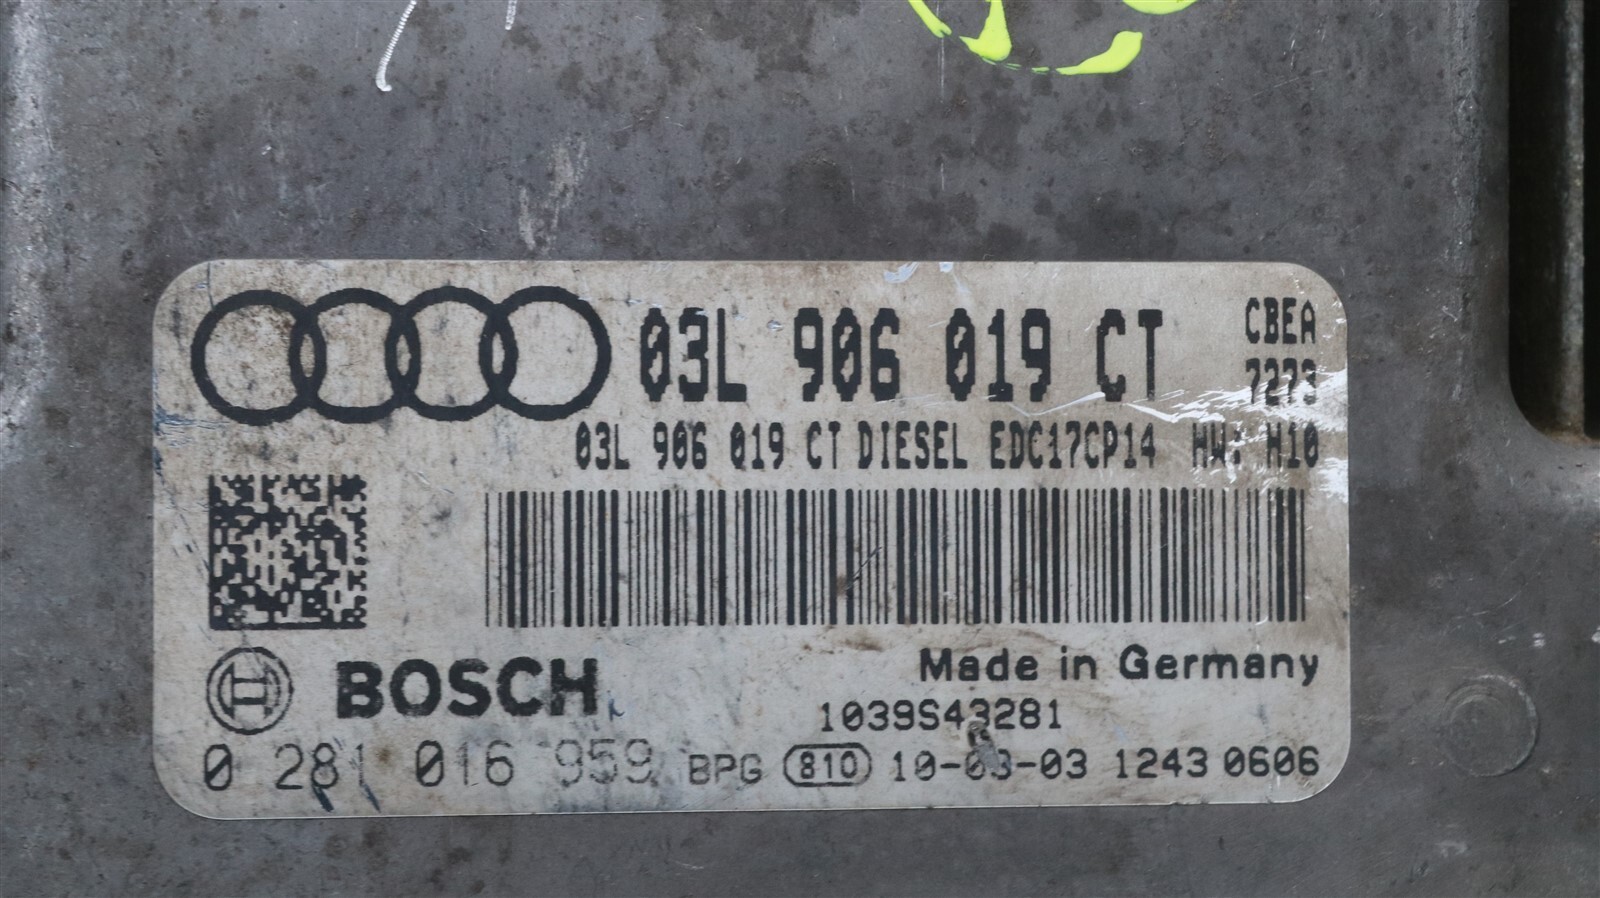 03L 906 019 CT CBEA
7273
03L 906 019 CT DIESEL EDC17CP14 HW: H10
BOSCH Made in Germany
1039S43281
0 281 016 959 BPG 810 10-03-03 1243 0606